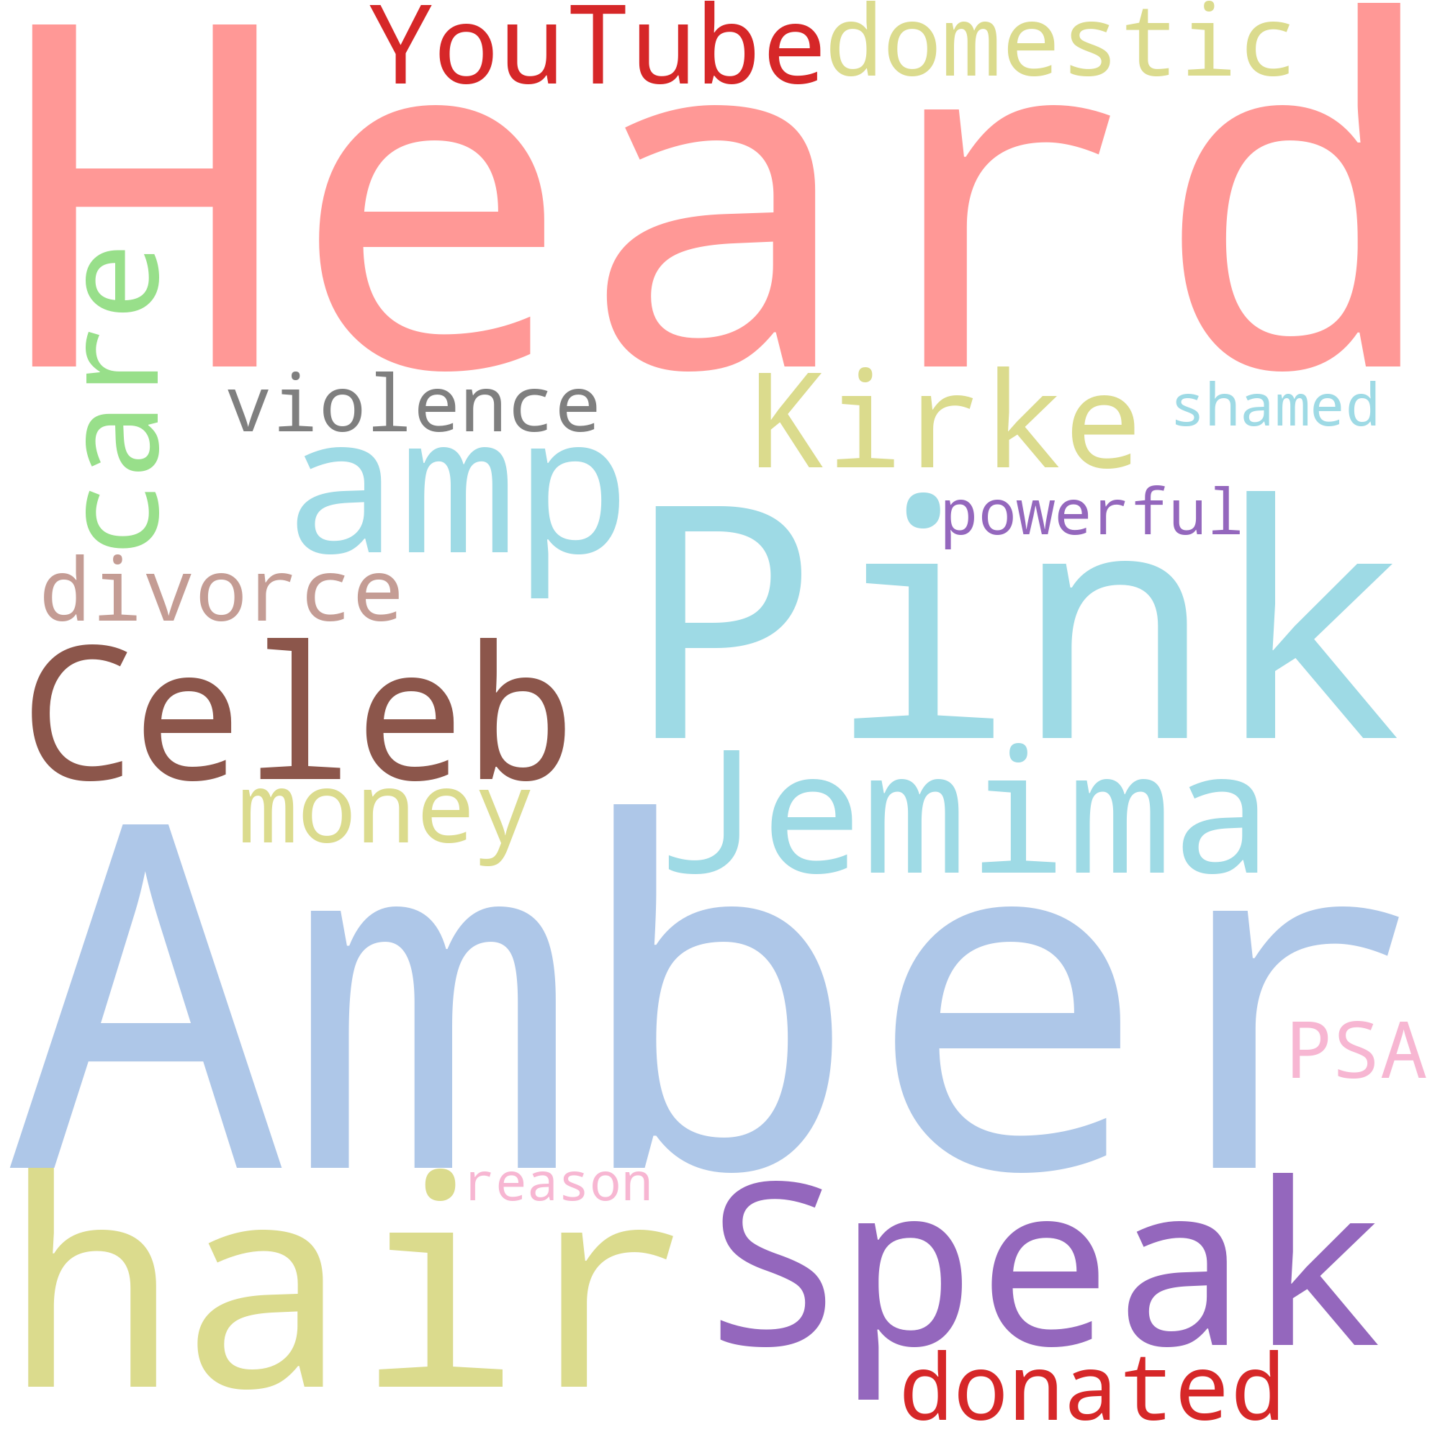 YouTube domestic
Heard
care
violence
Kirke
shamed
amp
Pink
powerful
divorce
Celeb
Jemima
money
Amber
PSA
hair
reason
Speak
donated